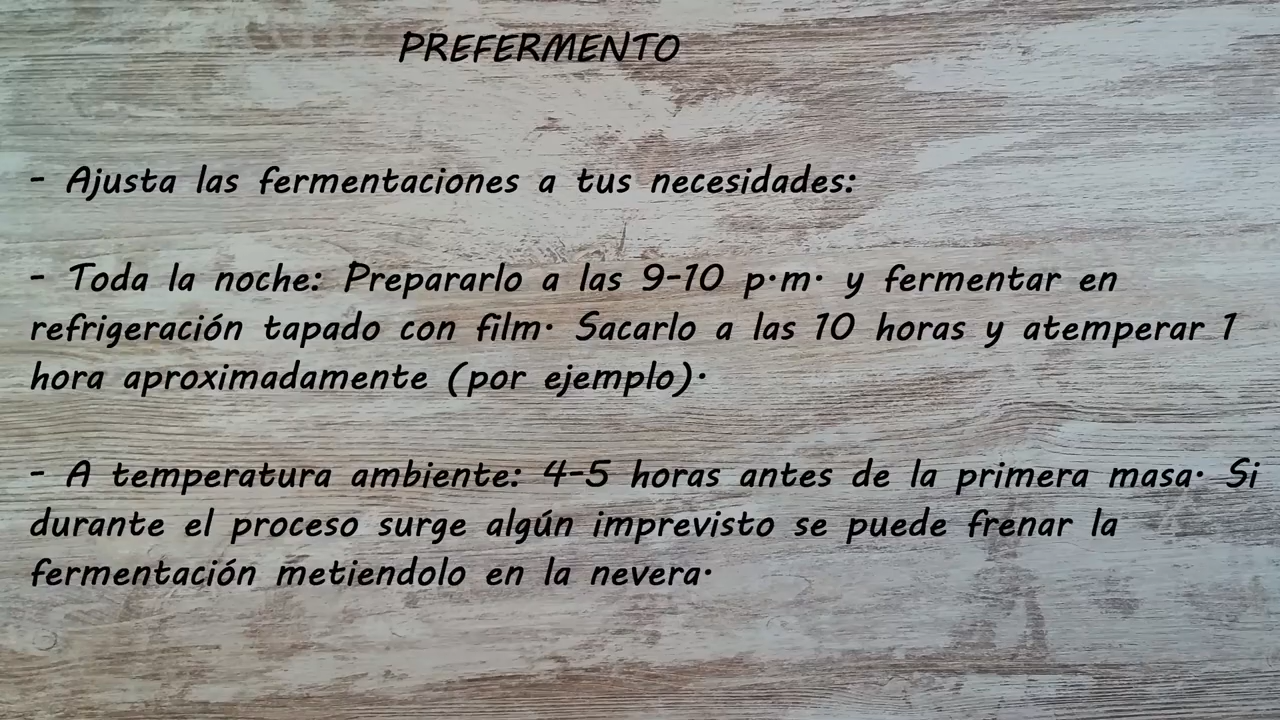 PREFERMENTO
- Ajusta las fermentaciones a tus necesidades:
- Toda la noche: Prepararlo a las 9-10 p.m. y fermentar en
refrigeración tapado con film. Sacarlo a las 10 horas y atemperar 1
hora aproximadamente (por ejemplo).
- A temperatura ambiente: 4-5 horas antes de la primera masa. Si
durante el proceso surge algún imprevisto se puede frenar la
fermentación metiendolo en la nevera.